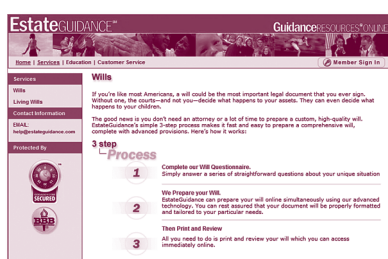 EstateGUIDANCE
GuidanceRESOURCES ONLINE
Home | Services | Education | Customer Service
Member Sign In
Services
Wills
Living Wills
Contact Information
EMAIL
help@estateguidance.com
Protected By
SECURED
BBB
Wills
If you're like most Americans, a will could be the most important legal document that you ever sign.
Without one, the courts—and not you—decide what happens to your assets. They can even decide what
happens to your children.
The good news is you don't need an attorney or a lot of time to prepare a custom, high-quality will.
EstateGuidance's simple 3-step process makes it fast and easy to prepare a comprehensive will,
complete with advanced provisions. Here's how it works:
3 step
Process
1
Complete our Will Questionnaire.
Simply answer a series of straightforward questions about your unique situation
2
We Prepare your Will.
EstateGuidance can prepare your will online simultaneously using our advanced
technology. You can rest assured that your document will be properly formatted
and tailored to your particular needs.
3
Then Print and Review
All you need to do is print and review your will which you can access
immediately online.